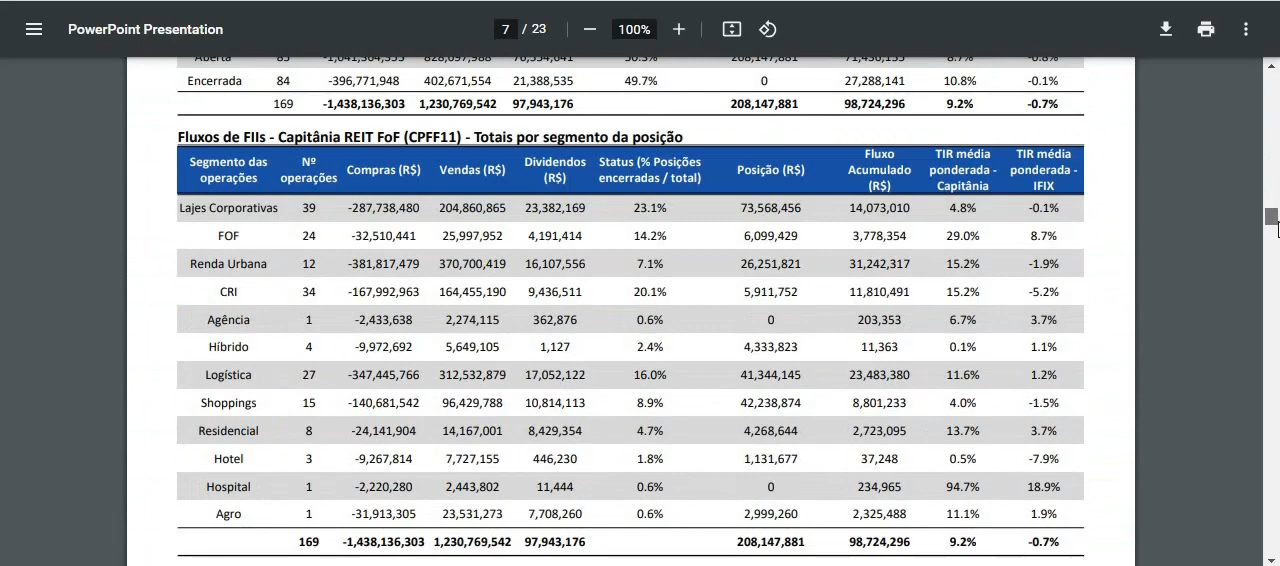 PowerPoint Presentation
7 / 23
100%
Encerrada 84 -396,771,948 402,671,554 21,388,535 49.7% 0 27,288,141 10.8% -0.1%
169 -1,438,136,303 1,230,769,542 97,943,176 208,147,881 98,724,296 9.2% -0.7%
Fluxos de FIIs - Capitânia REIT FoF (CPFF11) - Totais por segmento da posição
Segmento das operações Nº operações Compras (R$) Vendas (R$) Dividendos (R$) Status (% Posições encerradas / total) Posição (R$) Fluxo Acumulado (R$) TIR média ponderada - Capitânia TIR média ponderada - IFIX
Lajes Corporativas 39 -287,738,480 204,860,865 23,382,169 23.1% 73,568,456 14,073,010 4.8% -0.1%
FOF 24 -32,510,441 25,997,952 4,191,414 14.2% 6,099,429 3,778,354 29.0% 8.7%
Renda Urbana 12 -381,817,479 370,700,419 16,107,556 7.1% 26,251,821 31,242,317 15.2% -1.9%
CRI 34 -167,992,963 164,455,190 9,436,511 20.1% 5,911,752 11,810,491 15.2% -5.2%
Agência 1 -2,433,638 2,274,115 362,876 0.6% 0 203,353 6.7% 3.7%
Híbrido 4 -9,972,692 5,649,105 1,127 2.4% 4,333,823 11,363 0.1% 1.1%
Logística 27 -347,445,766 312,532,879 17,052,122 16.0% 41,344,145 23,483,380 11.6% 1.2%
Shoppings 15 -140,681,542 96,429,788 10,814,113 8.9% 42,238,874 8,801,233 4.0% -1.5%
Residencial 8 -24,141,904 14,167,001 8,429,354 4.7% 4,268,644 2,723,095 13.7% 3.7%
Hotel 3 -9,267,814 7,727,155 446,230 1.8% 1,131,677 37,248 0.5% -7.9%
Hospital 1 -2,220,280 2,443,802 11,444 0.6% 0 234,965 94.7% 18.9%
Agro 1 -31,913,305 23,531,273 7,708,260 0.6% 2,999,260 2,325,488 11.1% 1.9%
169 -1,438,136,303 1,230,769,542 97,943,176 208,147,881 98,724,296 9.2% -0.7%